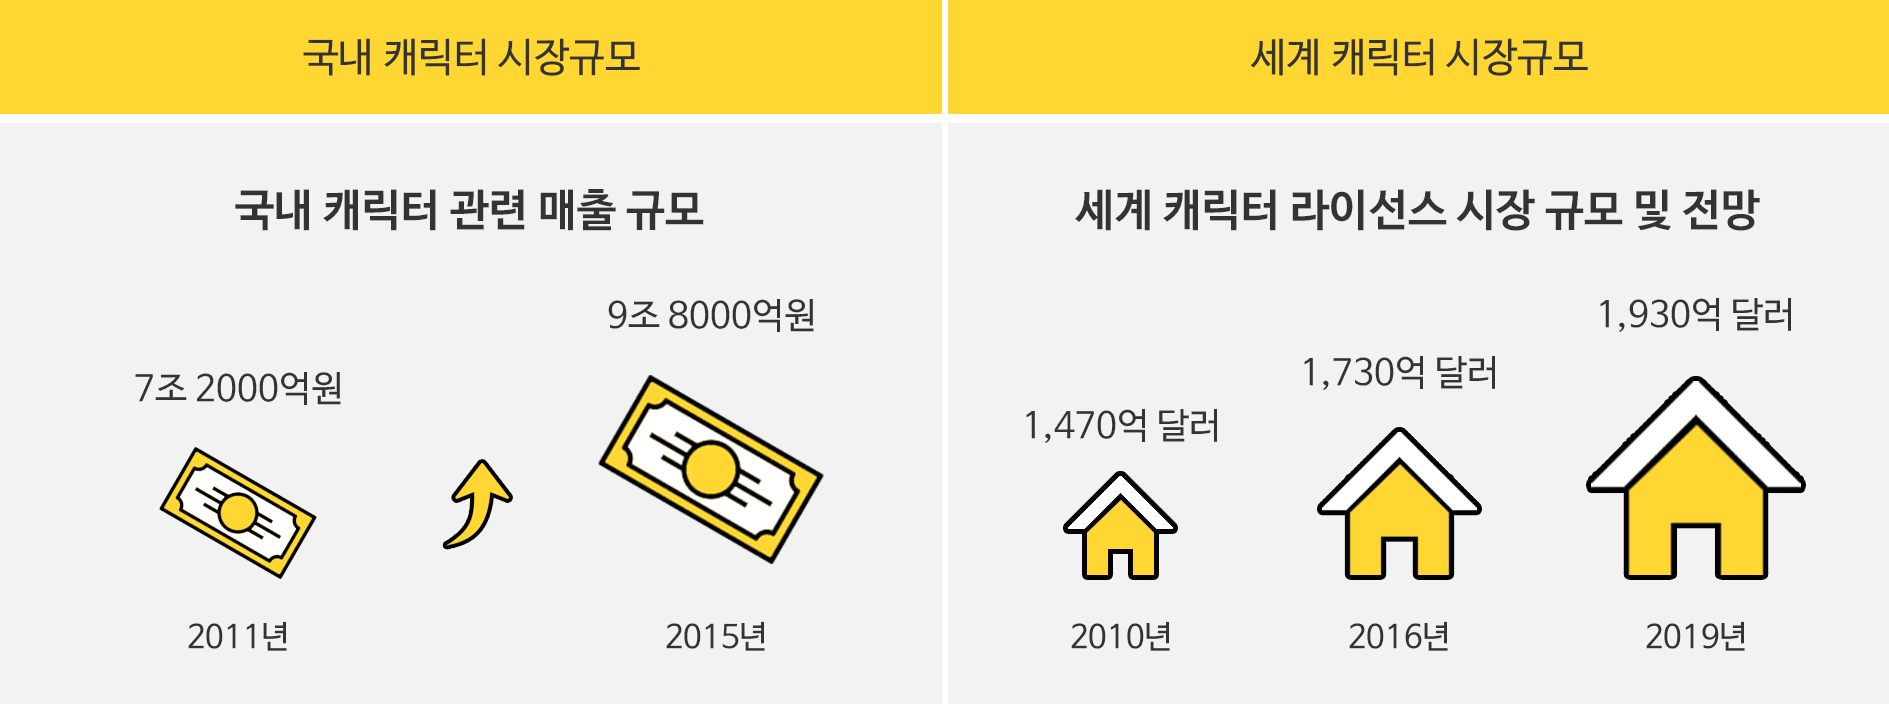 국내 캐릭터 시장규모
세계 캐릭터 시장규모
국내 캐릭터 관련 매출 규모
7조 2000억원
9조 8000억원
2011년
2015년
세계 캐릭터 라이선스 시장 규모 및 전망
1,470억 달러
1,730억 달러
1,930억 달러
2010년
2016년
2019년